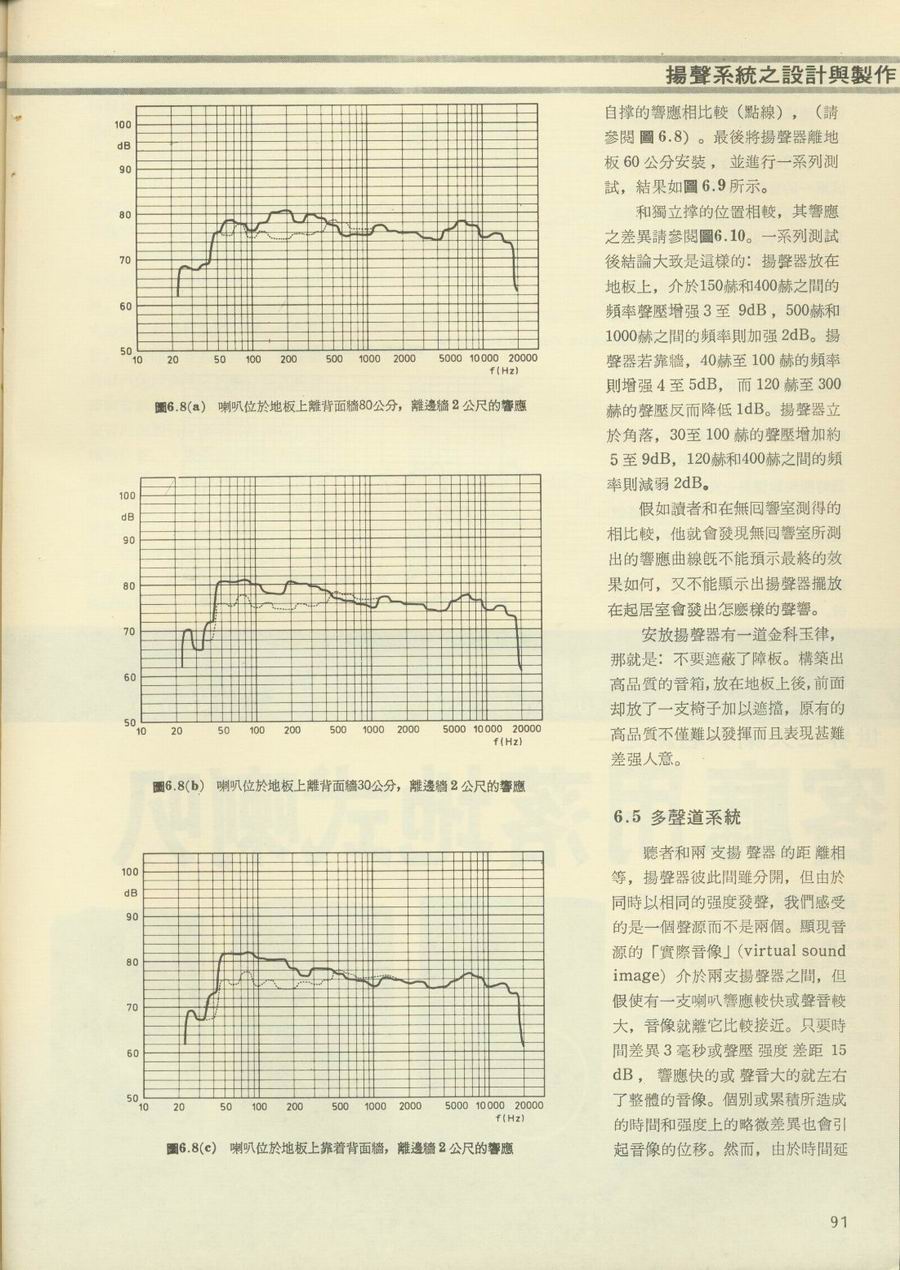 揚聲系統之設計與製作
100
dB
90
80
70
60
50
10 20 50 100 200 500 1000 2000 5000 10000 20000
f(Hz)
圖6.8(a) 喇叭位於地板上離背面牆80公分，離邊牆2公尺的響應
100
dB
90
80
70
60
50
10 20 50 100 200 500 1000 2000 5000 10000 20000
f(Hz)
圖6.8(b) 喇叭位於地板上離背面牆30公分，離邊牆2公尺的響應
100
dB
90
80
70
60
50
10 20 50 100 200 500 1000 2000 5000 10000 20000
f(Hz)
圖6.8(c) 喇叭位於地板上靠着背面牆，離邊牆2公尺的響應
自撑的響應相比較（點線），（請
參閱圖6.8）。最後將揚聲器離地
板60公分安裝，並進行一系列測
試，結果如圖6.9所示。
和獨立撑的位置相較，其響應
之差異請參閱圖6.10。一系列測試
後結論大致是這樣的：揚聲器放在
地板上，介於150赫和400赫之間的
頻率聲壓增强3至9dB，500赫和
1000赫之間的頻率則加强2dB。揚
聲器若靠牆，40赫至100赫的頻率
則增强4至5dB，而120赫至300
赫的聲壓反而降低1dB。揚聲器立
於角落，30至100赫的聲壓增加約
5至9dB，120赫和400赫之間的頻
率則減弱2dB。
假如讀者和在無囘響室測得的
相比較，他就會發現無囘響室所測
出的響應曲線旣不能預示最終的效
果如何，又不能顯示出揚聲器擺放
在起居室會發出怎麼樣的聲響。
安放揚聲器有一道金科玉律，
那就是：不要遮蔽了障板。構築出
高品質的音箱，放在地板上後，前面
却放了一支椅子加以遮擋，原有的
高品質不僅難以發揮而且表現甚難
差强人意。
6.5 多聲道系統
聽者和兩支揚聲器的距離相
等，揚聲器彼此間雖分開，但由於
同時以相同的强度發聲，我們感受
的是一個聲源而不是兩個。顯現音
源的「實際音像」(virtual sound
image）介於兩支揚聲器之間，但
假使有一支喇叭響應較快或聲音較
大，音像就離它比較接近。只要時
間差異3毫秒或聲壓强度差距15
dB，響應快的或聲音大的就左右
了整體的音像。個別或累積所造成
的時間和强度上的略微差異也會引
起音像的位移。然而，由於時間延
91